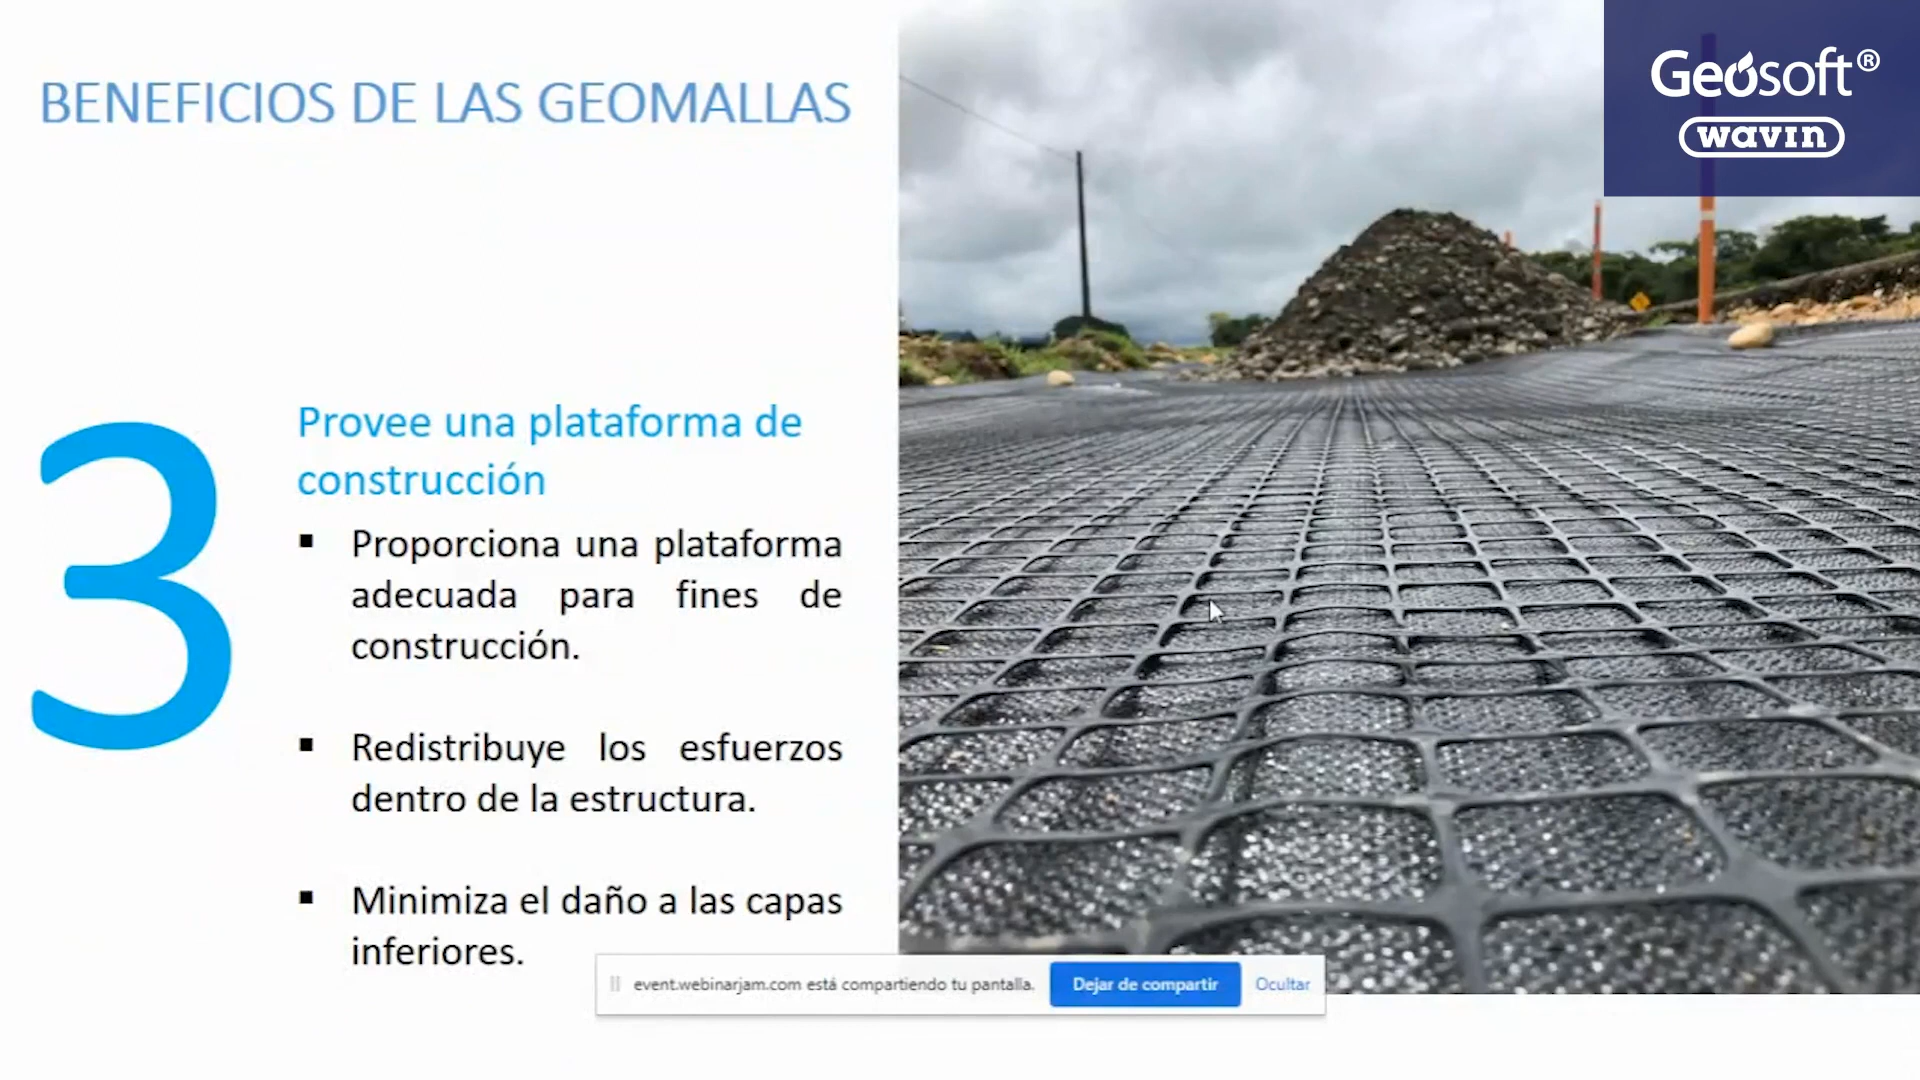 BENEFICIOS DE LAS GEOMALLAS
Geosoft®
wavin
3
Provee una plataforma de
construcción
▪ Proporciona una plataforma
adecuada para fines de
construcción.
▪ Redistribuye los esfuerzos
dentro de la estructura.
▪ Minimiza el daño a las capas
inferiores.
event.webinarjam.com está compartiendo tu pantalla.
Dejar de compartir
Ocultar